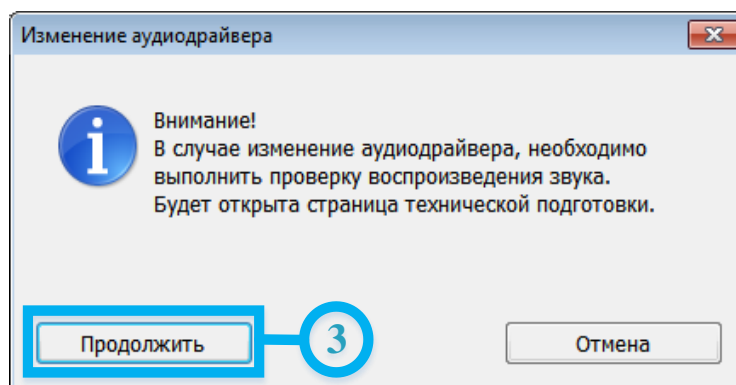 Изменение аудиодрайвера
Внимание!
В случае изменение аудиодрайвера, необходимо
выполнить проверку воспроизведения звука.
Будет открыта страница технической подготовки.
Продолжить
3
Отмена